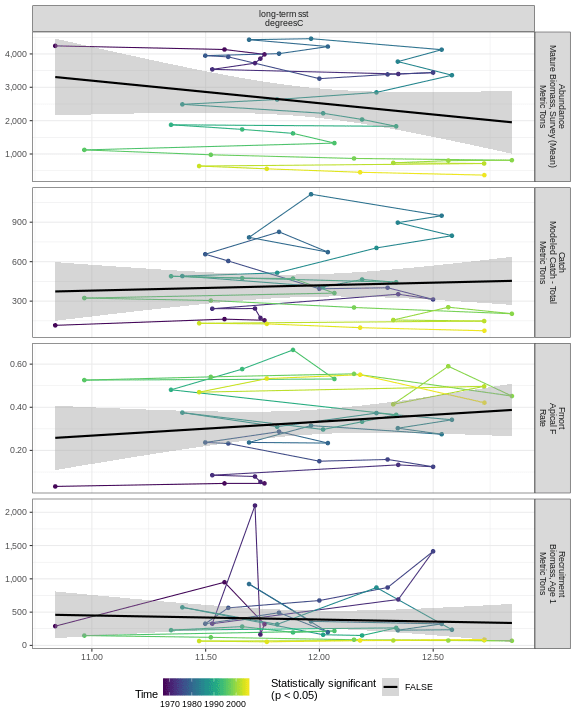 long-term sst
degreesC
4,000
3,000
2,000
1,000
Abundance
Mature Biomass, Survey (Mean)
Metric Tons
900
600
300
Catch
Modeled Catch - Total
Metric Tons
0.60
0.40
0.20
Fmort
Apical F
Rate
2,000
1,500
1,000
500
0
Recruitment
Biomass, Age 1
Metric Tons
11.00 11.50 12.00 12.50
Time
1970 1980 1990 2000
Statistically significant
(p < 0.05)
FALSE